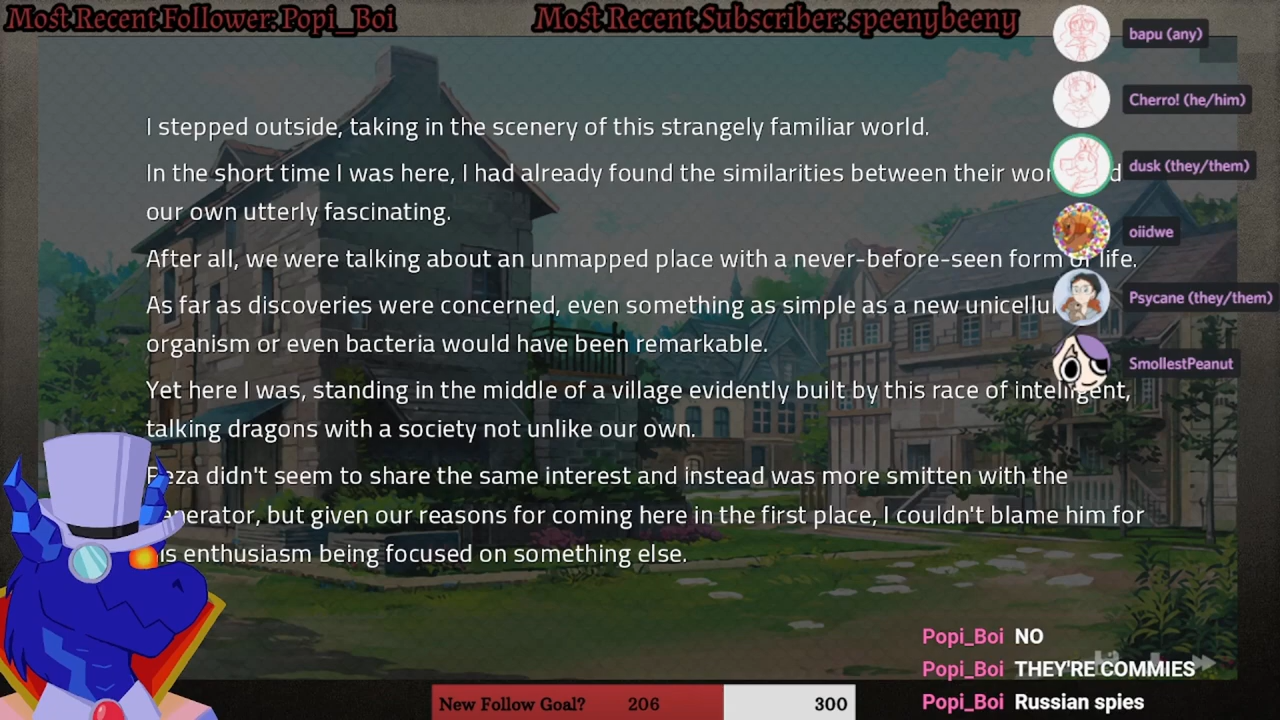 Most Recent Follower: Popi_Boi
Most Recent Subscriber: speenybeeny
bapu (any)
Cherro! (he/him)
dusk (they/them)
oiidwe
Psycane (they/them)
SmollestPeanut
I stepped outside, taking in the scenery of this strangely familiar world.
In the short time I was here, I had already found the similarities between their
our own utterly fascinating.
After all, we were talking about an unmapped place with a never-before-seen form of life.
As far as discoveries were concerned, even something as simple as a new
organism or even bacteria would have been remarkable.
Yet here I was, standing in the middle of a village evidently built by this race of intelligent,
talking dragons with a society not unlike our own.
Reza didn't seem to share the same interest and instead was more smitten with the
generator, but given our reasons for coming here in the first place, I couldn't blame him for
his enthusiasm being focused on something else.
Popi_Boi NO
Popi_Boi THEY'RE COMMIES
Popi_Boi Russian spies
New Follow Goal? 206 300